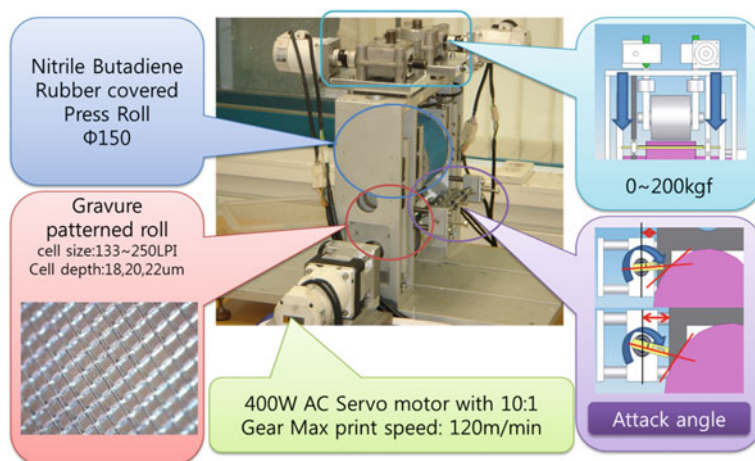 Nitrile Butadiene
Rubber covered
Press Roll
Φ150
0~200kgf
Gravure
patterned roll
cell size:133~250LPI
Cell depth:18,20,22um
400W AC Servo motor with 10:1
Gear Max print speed: 120m/min
Attack angle